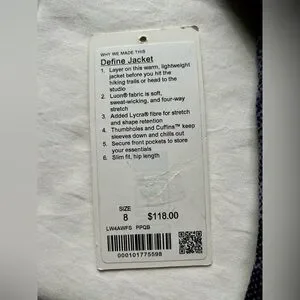 WHY WE MADE THIS
Define Jacket
1. Layer on this warm, lightweight
jacket before you hit the
hiking trails or head to the
studio
2. Luon® fabric is soft,
sweat-wicking, and four-way
stretch
3. Added Lycra® fibre for stretch
and shape retention
4. Thumbholes and Cuffins™ keep
sleeves down and chills out
5. Secure front pockets to store
your essentials
6. Slim fit, hip length
SIZE
8 $118.00
LW4AWFS PPQB
000101775598